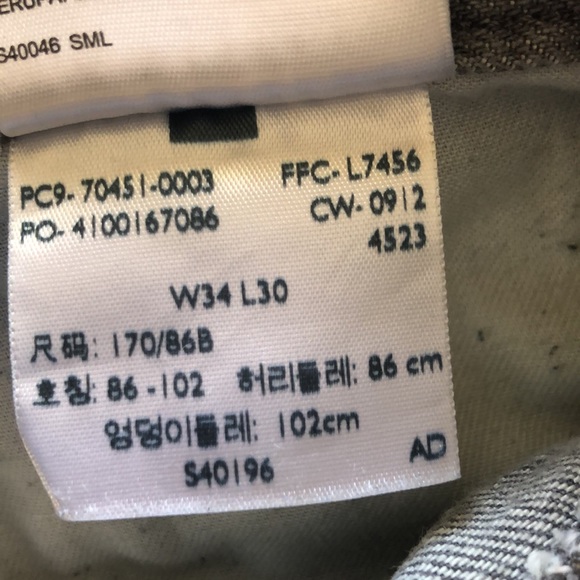 S40046 SML
PC9- 70451-0003 FFC- L7456
PO- 4100167086 CW- 0912
4523
W34 L30
尺码: 170/86B
호칭: 86 -102 허리둘레: 86 cm
엉덩이둘레: 102cm
S40196 AD